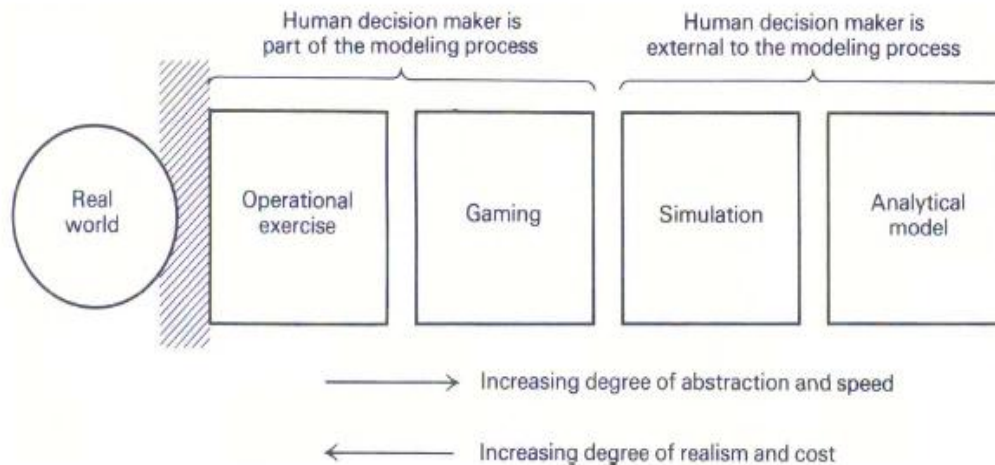 Human decision maker is
part of the modeling process
Human decision maker is
external to the modeling process
Real
world
Operational
exercise
Gaming
Simulation
Analytical
model
Increasing degree of abstraction and speed
Increasing degree of realism and cost